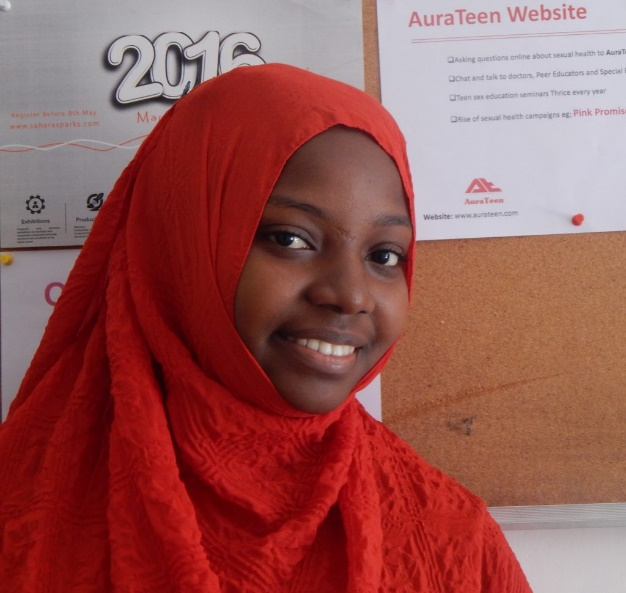 2016
Register Before 8th May
www.saharasparks.com
Exhibitions
AuraTeen Website
❑Asking questions online about sexual health to
❑Chat and talk to doctors, Peer Educators and Special
❑Teen sex education seminars Thrice every year
❑Rise of sexual health campaigns eg; Pink
AuraTeen
Website: www.aurateen.com